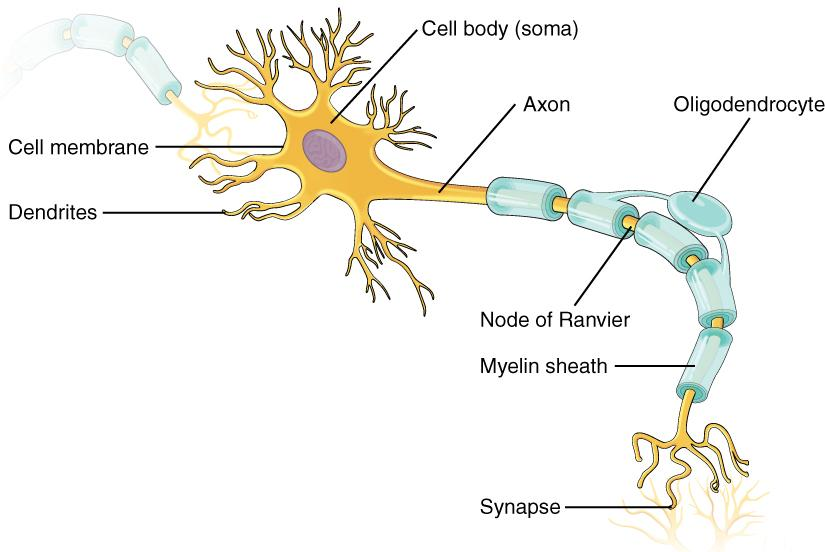 Cell body (soma)
Axon
Oligodendrocyte
Cell membrane
Dendrites
Node of Ranvier
Myelin sheath
Synapse